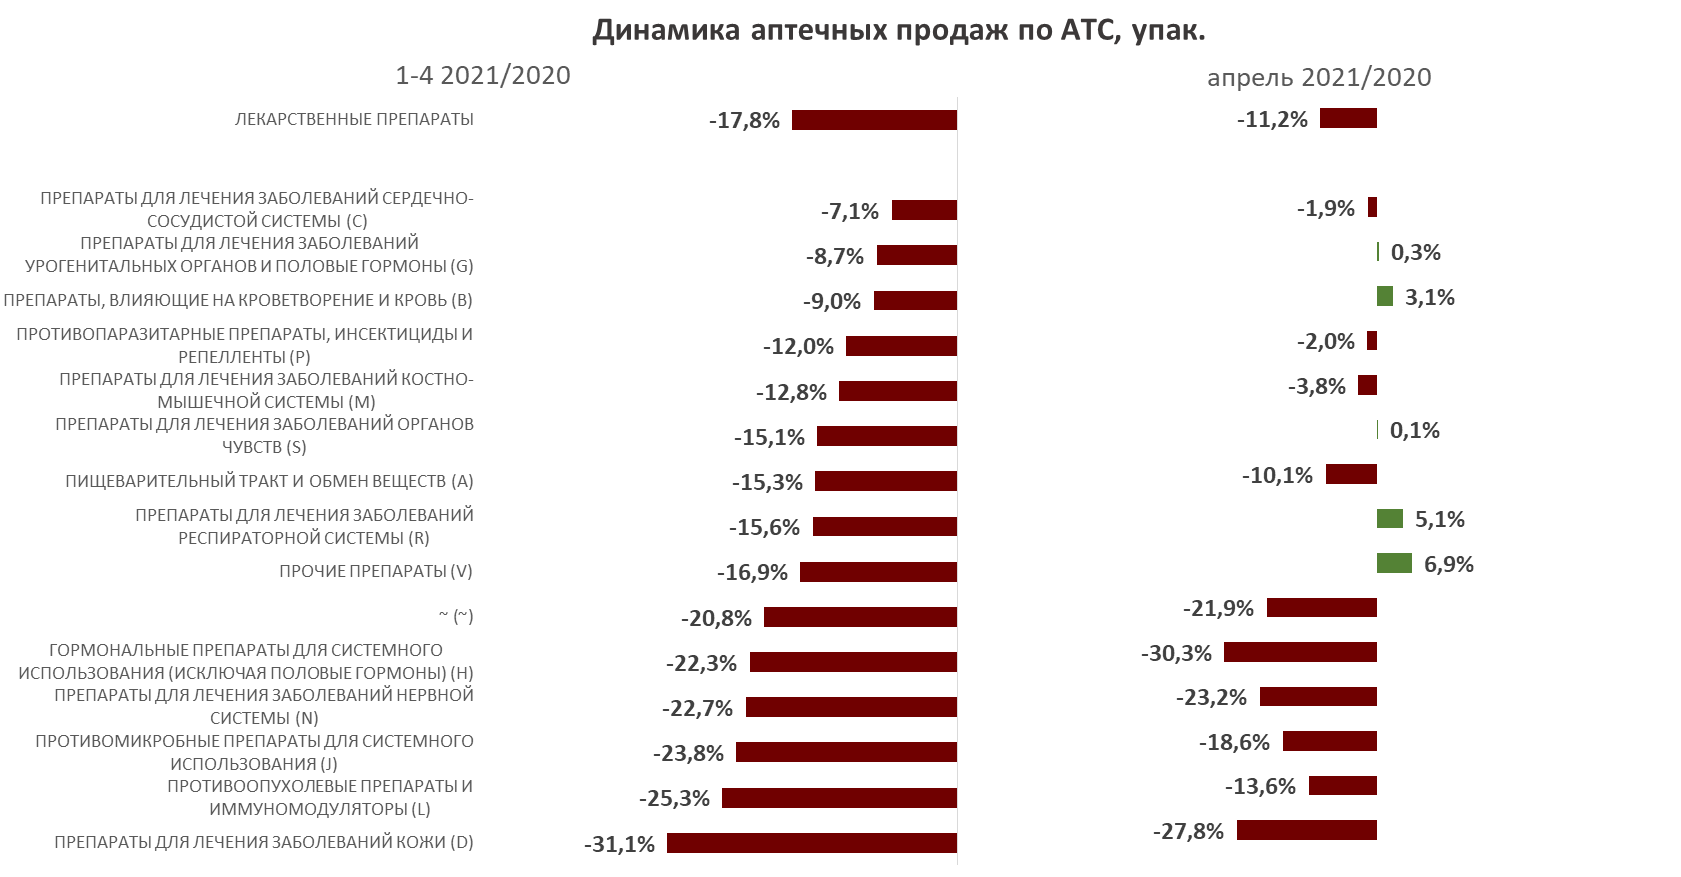 Динамика аптечных продаж по АТС, упак.
1-4 2021/2020
апрель 2021/2020
ЛЕКАРСТВЕННЫЕ ПРЕПАРАТЫ
-17,8%
-11,2%
ПРЕПАРАТЫ ДЛЯ ЛЕЧЕНИЯ ЗАБОЛЕВАНИЙ СЕРДЕЧНО-
СОСУДИСТОЙ СИСТЕМЫ (C)
-7,1%
-1,9%
ПРЕПАРАТЫ ДЛЯ ЛЕЧЕНИЯ ЗАБОЛЕВАНИЙ
УРОГЕНИТАЛЬНЫХ ОРГАНОВ И ПОЛОВЫЕ ГОРМОНЫ (G)
-8,7%
0,3%
ПРЕПАРАТЫ, ВЛИЯЮЩИЕ НА КРОВЕТВОРЕНИЕ И КРОВЬ (B)
-9,0%
3,1%
ПРОТИВОПАРАЗИТАРНЫЕ ПРЕПАРАТЫ, ИНСЕКТИЦИДЫ И
РЕПЕЛЛЕНТЫ (P)
-12,0%
-2,0%
ПРЕПАРАТЫ ДЛЯ ЛЕЧЕНИЯ ЗАБОЛЕВАНИЙ КОСТНО-
МЫШЕЧНОЙ СИСТЕМЫ (M)
-12,8%
-3,8%
ПРЕПАРАТЫ ДЛЯ ЛЕЧЕНИЯ ЗАБОЛЕВАНИЙ ОРГАНОВ
ЧУВСТВ (S)
-15,1%
0,1%
ПИЩЕВАРИТЕЛЬНЫЙ ТРАКТ И ОБМЕН ВЕЩЕСТВ (A)
-15,3%
-10,1%
ПРЕПАРАТЫ ДЛЯ ЛЕЧЕНИЯ ЗАБОЛЕВАНИЙ
РЕСПИРАТОРНОЙ СИСТЕМЫ (R)
-15,6%
5,1%
ПРОЧИЕ ПРЕПАРАТЫ (V)
-16,9%
6,9%
~ (~)
-20,8%
-21,9%
ГОРМОНАЛЬНЫЕ ПРЕПАРАТЫ ДЛЯ СИСТЕМНОГО
ИСПОЛЬЗОВАНИЯ (ИСКЛЮЧАЯ ПОЛОВЫЕ ГОРМОНЫ) (H)
-22,3%
-30,3%
ПРЕПАРАТЫ ДЛЯ ЛЕЧЕНИЯ ЗАБОЛЕВАНИЙ НЕРВНОЙ
СИСТЕМЫ (N)
-22,7%
-23,2%
ПРОТИВОМИКРОБНЫЕ ПРЕПАРАТЫ ДЛЯ СИСТЕМНОГО
ИСПОЛЬЗОВАНИЯ (J)
-23,8%
-18,6%
ПРОТИВООПУХОЛЕВЫЕ ПРЕПАРАТЫ И
ИММУНОМОДУЛЯТОРЫ (L)
-25,3%
-13,6%
ПРЕПАРАТЫ ДЛЯ ЛЕЧЕНИЯ ЗАБОЛЕВАНИЙ КОЖИ (D)
-31,1%
-27,8%